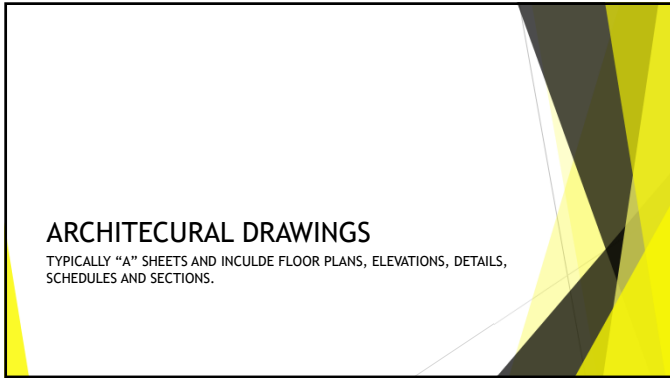 ARCHITECURAL DRAWINGS
TYPICALLY “A” SHEETS AND INCULDE FLOOR PLANS, ELEVATIONS, DETAILS,
SCHEDULES AND SECTIONS.